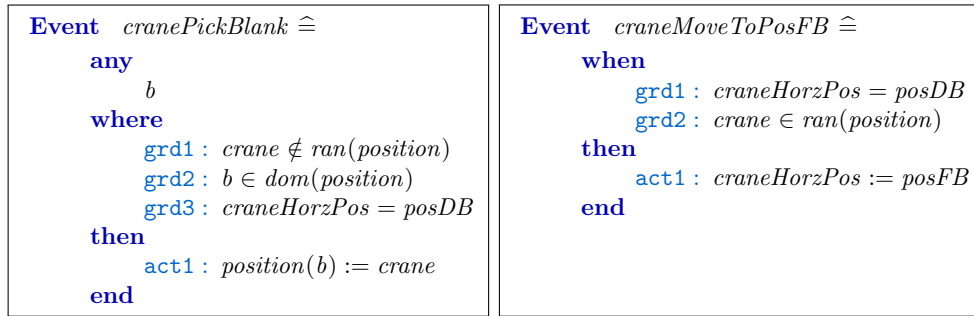 Event cranePickBlank ≙
any
b
where
grd1 : crane ∉ ran(position)
grd2 : b ∈ dom(position)
grd3 : craneHorzPos = posDB
then
act1 : position(b) := crane
end
Event craneMoveToPosFB ≙
when
grd1 : craneHorzPos = posDB
grd2 : crane ∈ ran(position)
then
act1 : craneHorzPos := posFB
end